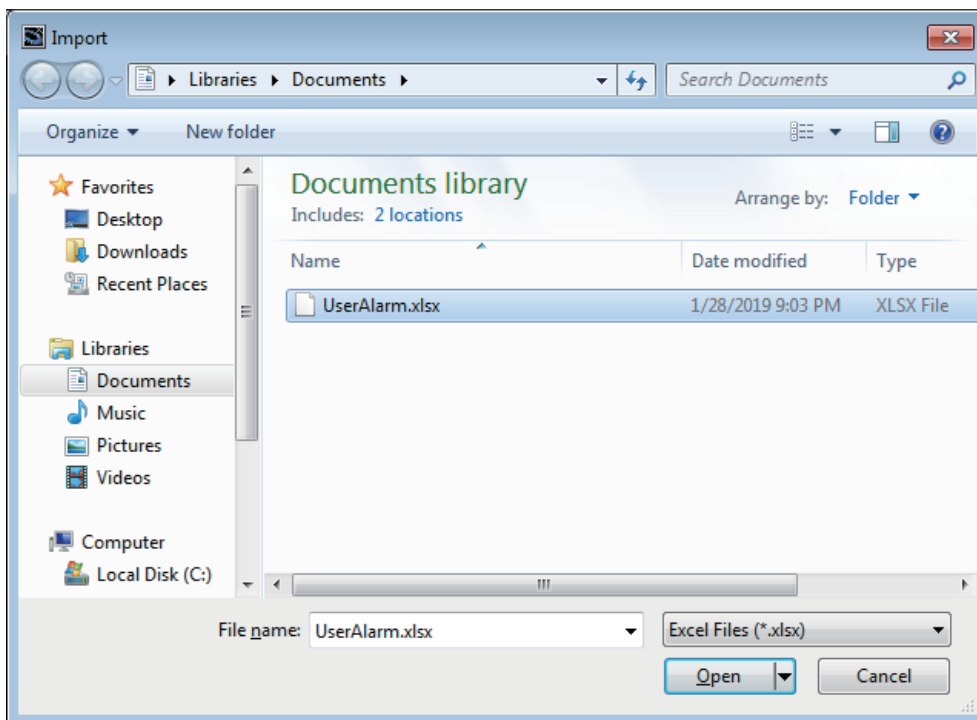 Import
Libraries Documents
Search Documents
Organize New folder
Favorites
Desktop
Downloads
Recent Places
Libraries
Documents
Music
Pictures
Videos
Computer
Local Disk (C:)
Documents library
Includes: 2 locations
Arrange by: Folder
Name Date modified Type
UserAlarm.xlsx 1/28/2019 9:03 PM XLSX File
File name: UserAlarm.xlsx Excel Files (*.xlsx)
Open Cancel